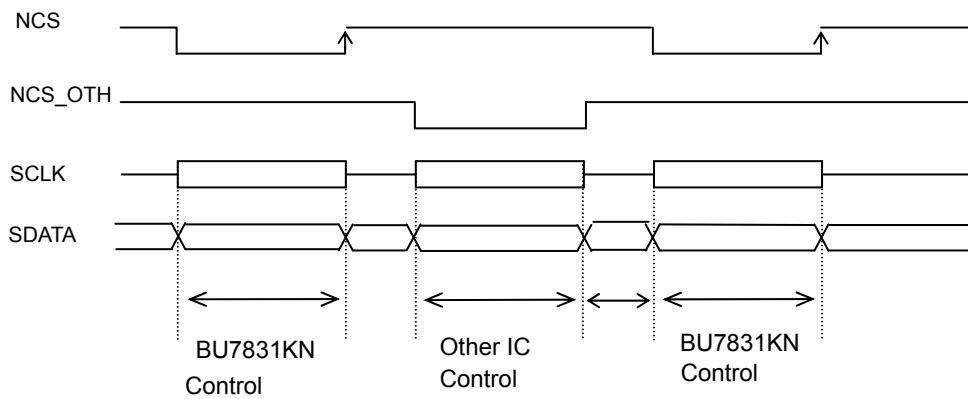 NCS
NCS_OTH
SCLK
SDATA
BU7831KN
Control
Other IC
Control
BU7831KN
Control